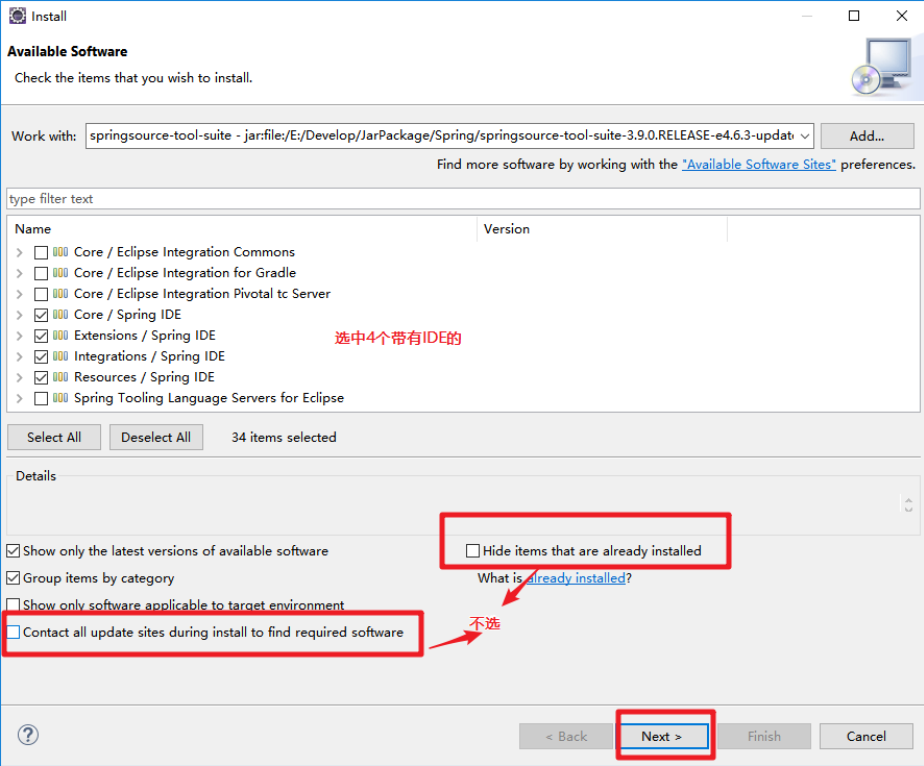 Install
Available Software
Check the items that you wish to install.
Work with: springsource-tool-suite - jar:file:/E:/Develop/JarPackage/Spring/springsource-tool-suite-3.9.0.RELEASE-e4.6.3-update Add...
Find more software by working with the "Available Software Sites" preferences.
type filter text
Name Version
Core / Eclipse Integration Commons
Core / Eclipse Integration for Gradle
Core / Eclipse Integration Pivotal tc Server
Core / Spring IDE
Extensions / Spring IDE
选中4个带有IDE的
Integrations / Spring IDE
Resources / Spring IDE
Spring Tooling Language Servers for Eclipse
Select All Deselect All 34 items selected
Details
Show only the latest versions of available software Hide items that are already installed
Group items by category What is already installed?
Show only software applicable to target environment
不选
Contact all update sites during install to find required software
? < Back Next > Finish Cancel